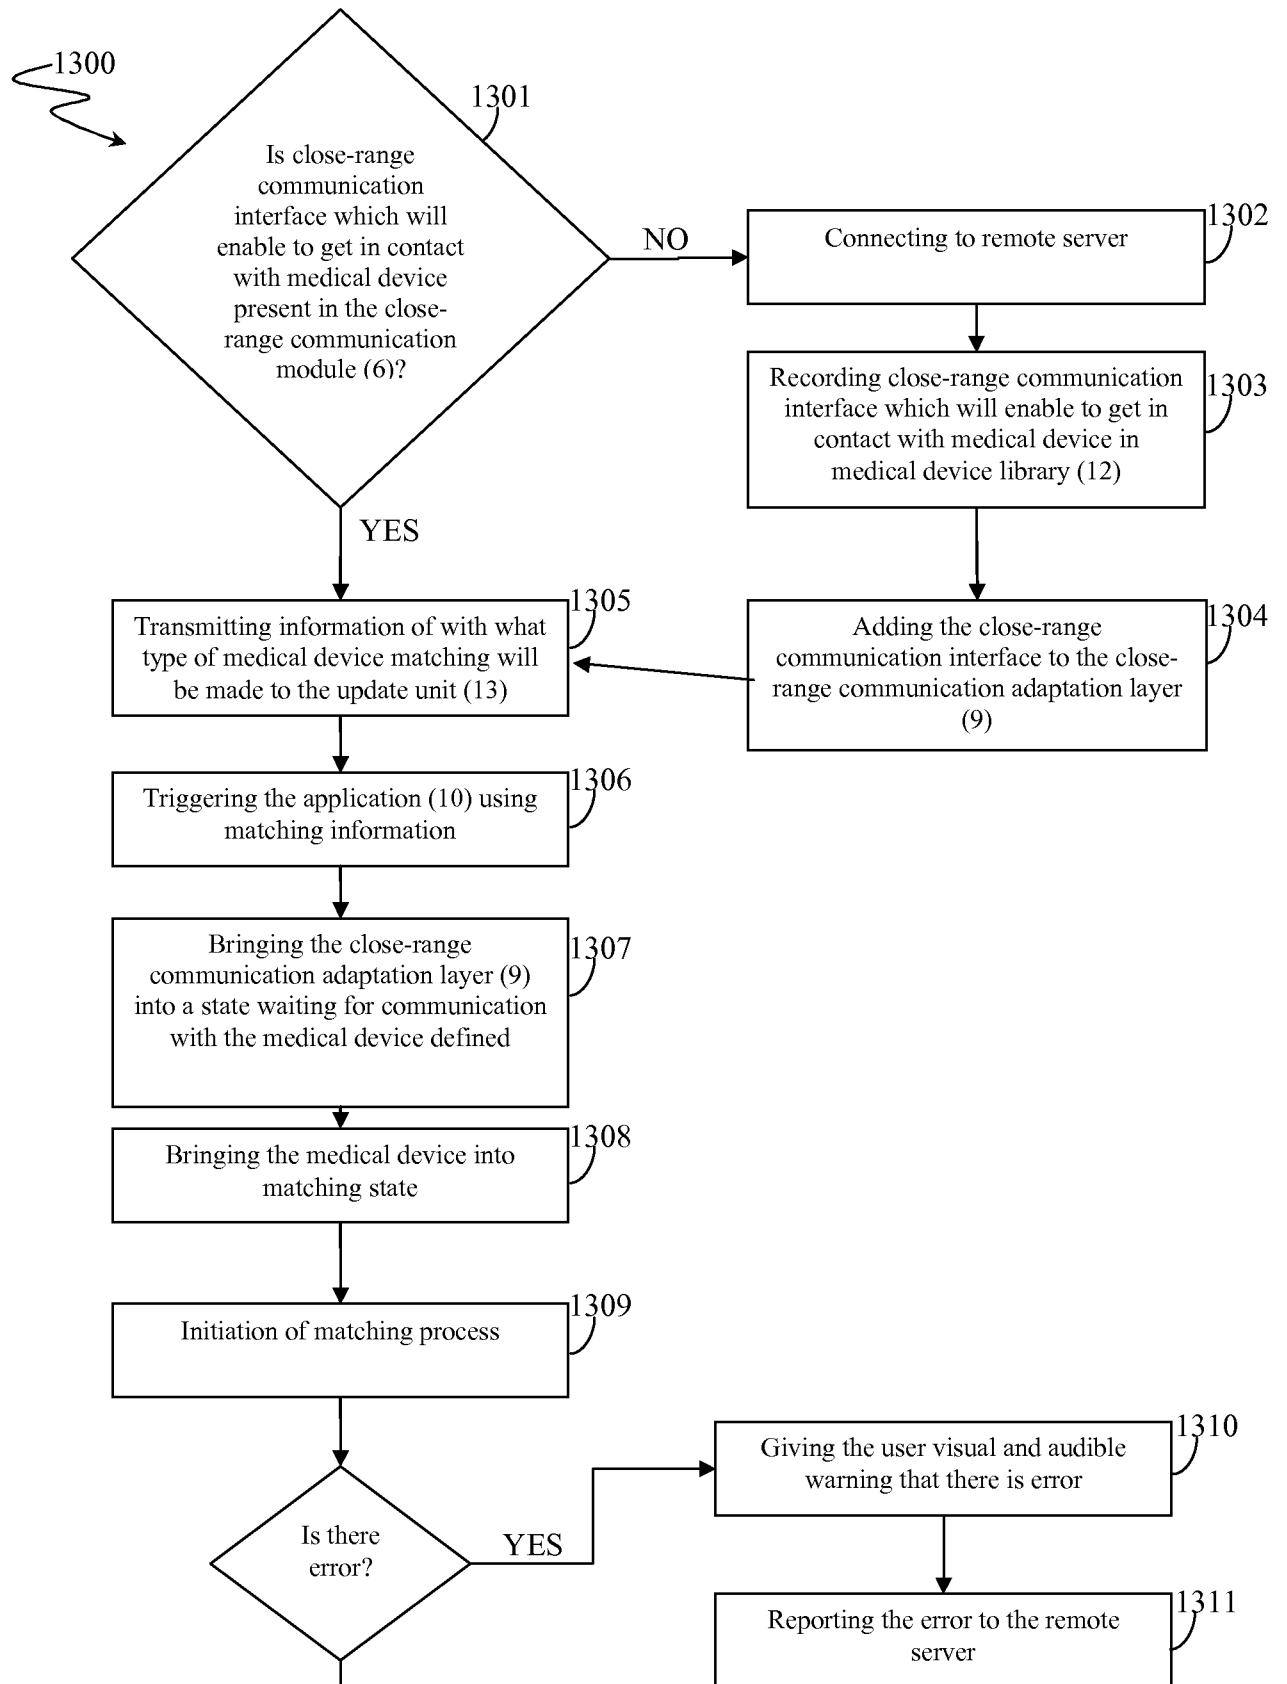 1300
1301
Is close-range
communication
interface which will
enable to get in contact
with medical device
present in the close-
range communication
module (6)?
NO
1302
Connecting to remote server
1303
Recording close-range communication
interface which will enable to get in
contact with medical device in
medical device library (12)
YES
1304
Adding the close-range
communication interface to the close-
range communication adaptation layer
(9)
1305
Transmitting information of with what
type of medical device matching will
be made to the update unit (13)
1306
Triggering the application (10) using
matching information
1307
Bringing the close-range
communication adaptation layer (9)
into a state waiting for communication
with the medical device defined
1308
Bringing the medical device into
matching state
1309
Initiation of matching process
Is there
error?
YES
1310
Giving the user visual and audible
warning that there is error
1311
Reporting the error to the remote
server